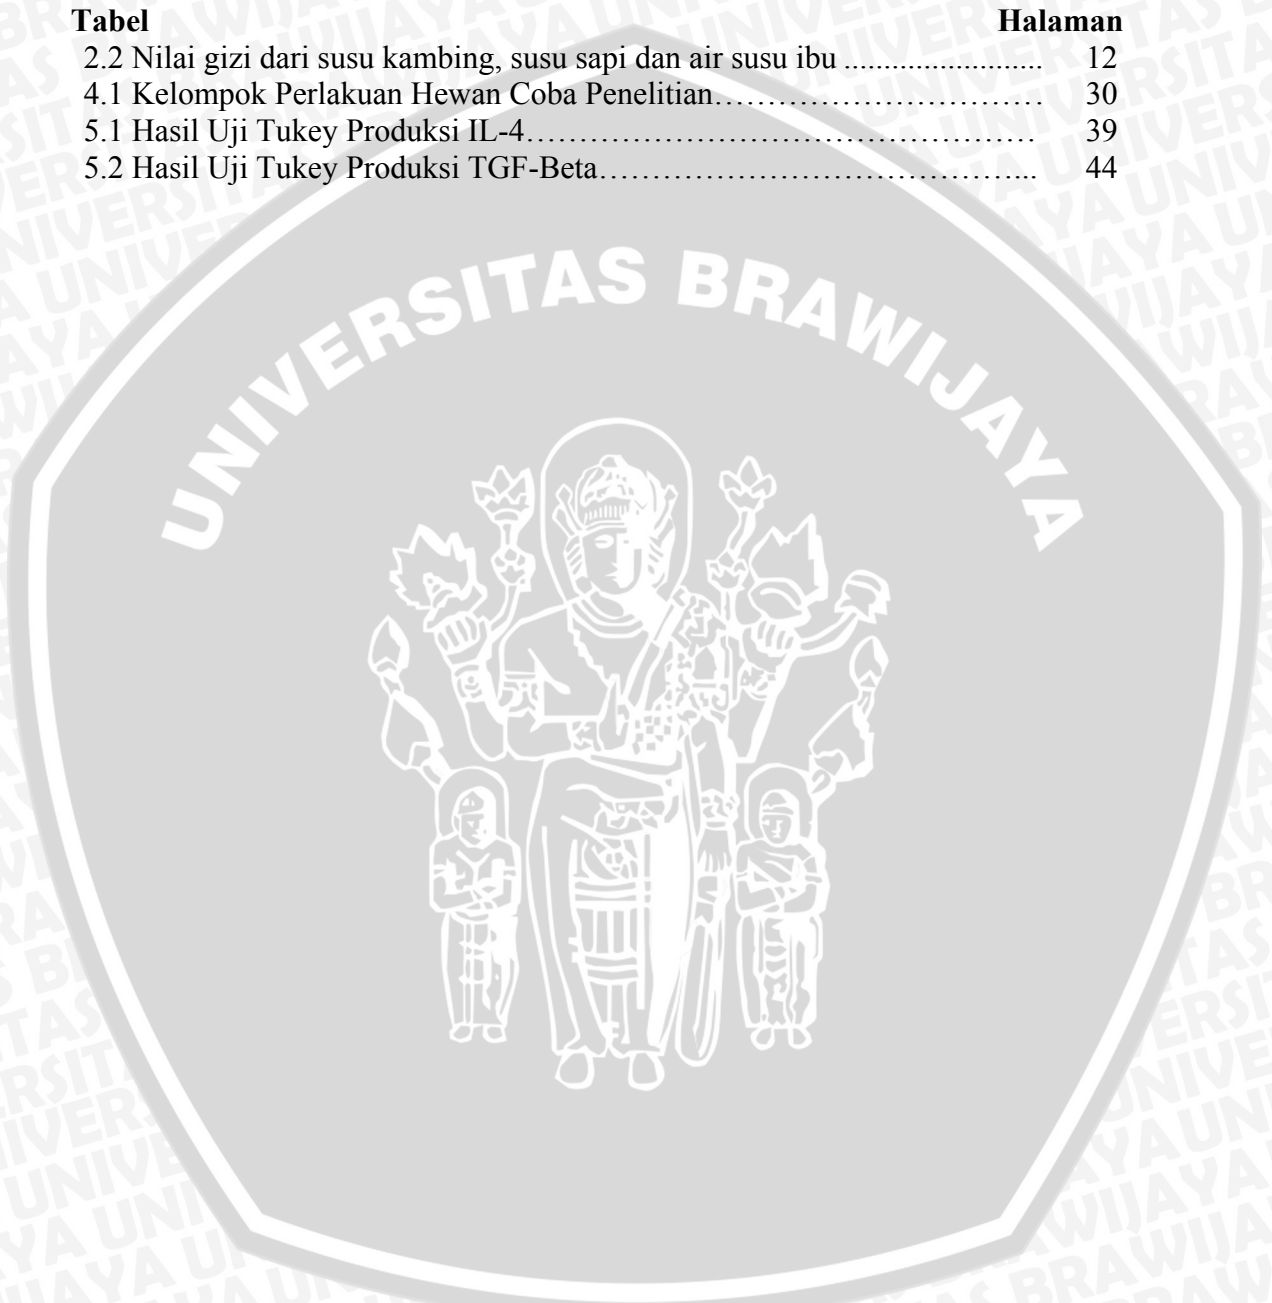 Tabel Halaman
2.2 Nilai gizi dari susu kambing, susu sapi dan air susu ibu ........................ 12
4.1 Kelompok Perlakuan Hewan Coba Penelitian………………………… 30
5.1 Hasil Uji Tukey Produksi IL-4………………………………………… 39
5.2 Hasil Uji Tukey Produksi TGF-Beta…………………………………... 44
UNIVERSITAS BRAWIJAYA